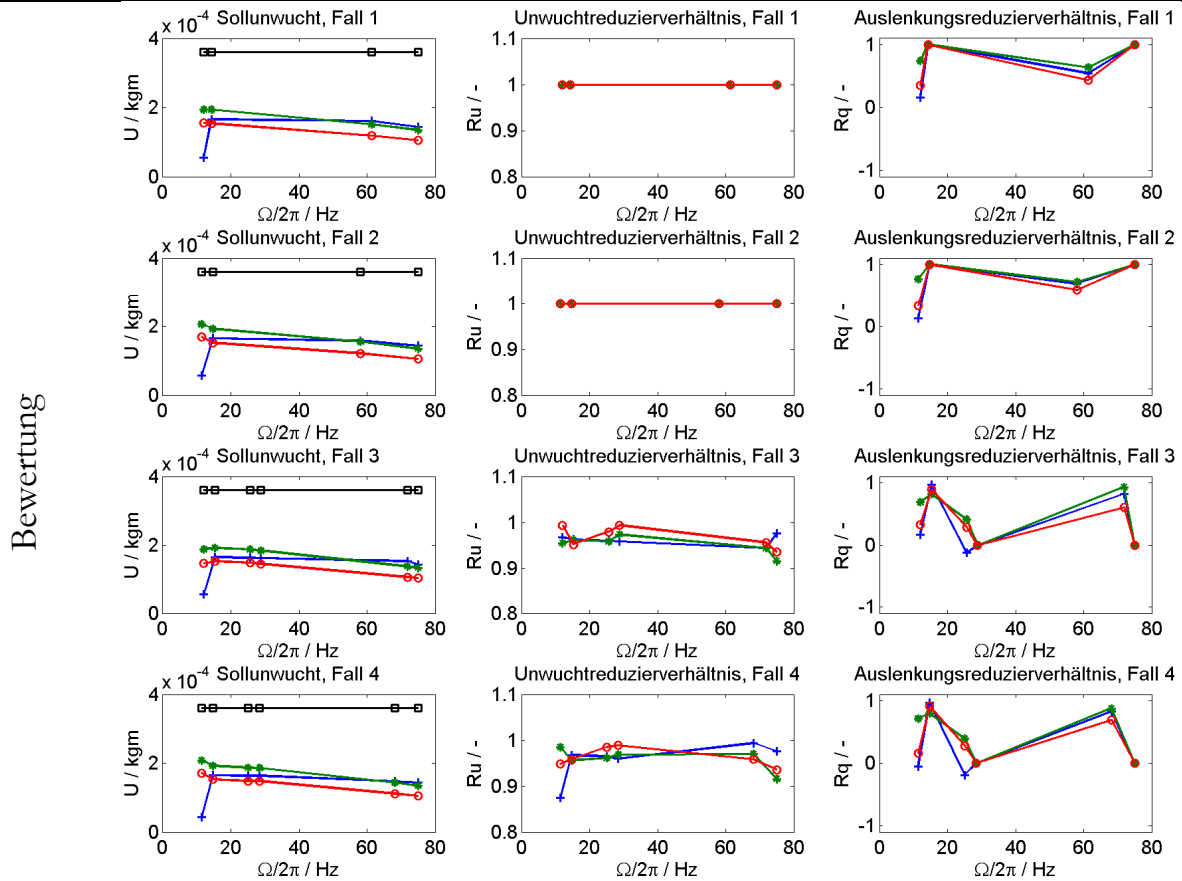 Bewertung
x 10-4 Sollunwucht, Fall 1
4
2
0
U / kgm
0 20 40 60 80
Ω/2π / Hz
Unwuchtreduzierverhältnis, Fall 1
1.1
1
0.9
0.8
Ru / -
0 20 40 60 80
Ω/2π / Hz
Auslenkungsreduzierverhältnis, Fall 1
1
0
-1
Rq / -
0 20 40 60 80
Ω/2π / Hz
x 10-4 Sollunwucht, Fall 2
4
2
0
U / kgm
0 20 40 60 80
Ω/2π / Hz
Unwuchtreduzierverhältnis, Fall 2
1.1
1
0.9
0.8
Ru / -
0 20 40 60 80
Ω/2π / Hz
Auslenkungsreduzierverhältnis, Fall 2
1
0
-1
Rq / -
0 20 40 60 80
Ω/2π / Hz
x 10-4 Sollunwucht, Fall 3
4
2
0
U / kgm
0 20 40 60 80
Ω/2π / Hz
Unwuchtreduzierverhältnis, Fall 3
1.1
1
0.9
0.8
Ru / -
0 20 40 60 80
Ω/2π / Hz
Auslenkungsreduzierverhältnis, Fall 3
1
0
-1
Rq / -
0 20 40 60 80
Ω/2π / Hz
x 10-4 Sollunwucht, Fall 4
4
2
0
U / kgm
0 20 40 60 80
Ω/2π / Hz
Unwuchtreduzierverhältnis, Fall 4
1.1
1
0.9
0.8
Ru / -
0 20 40 60 80
Ω/2π / Hz
Auslenkungsreduzierverhältnis, Fall 4
1
0
-1
Rq / -
0 20 40 60 80
Ω/2π / Hz